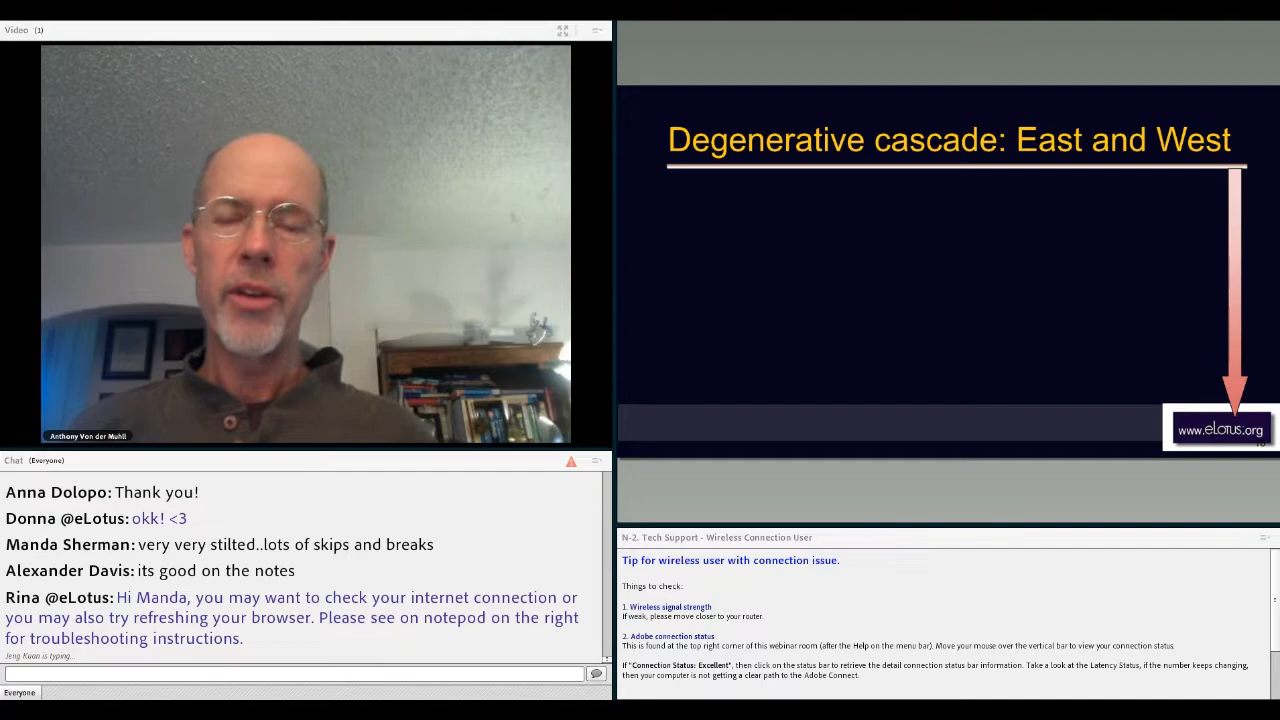 Video (1)
Anthony Von der Muhll
Degenerative cascade: East and West
www.eLotus.org
Chat (Everyone)
Anna Dolopo: Thank you!
Donna @eLotus: okk! <3
Manda Sherman: very very stilted..lots of skips and breaks
Alexander Davis: its good on the notes
Rina @eLotus: Hi Manda, you may want to check your internet connection or
you may also try refreshing your browser. Please see on notepod on the right
for troubleshooting instructions.
Jeng Kuan is typing...
Everyone
N-2. Tech Support - Wireless Connection User
Tip for wireless user with connection issue.
Things to check:
1. Wireless signal strength
If weak, please move closer to your router.
2. Adobe connection status
This is found at the top right corner of this webinar room (after the Help on the menu bar). Move your mouse over the vertical bar to view your connection status.
If "Connection Status: Excellent", then click on the status bar to retrieve the detail connection status bar information. Take a look at the Latency Status, if the number keeps changing,
then your computer is not getting a clear path to the Adobe Connect.